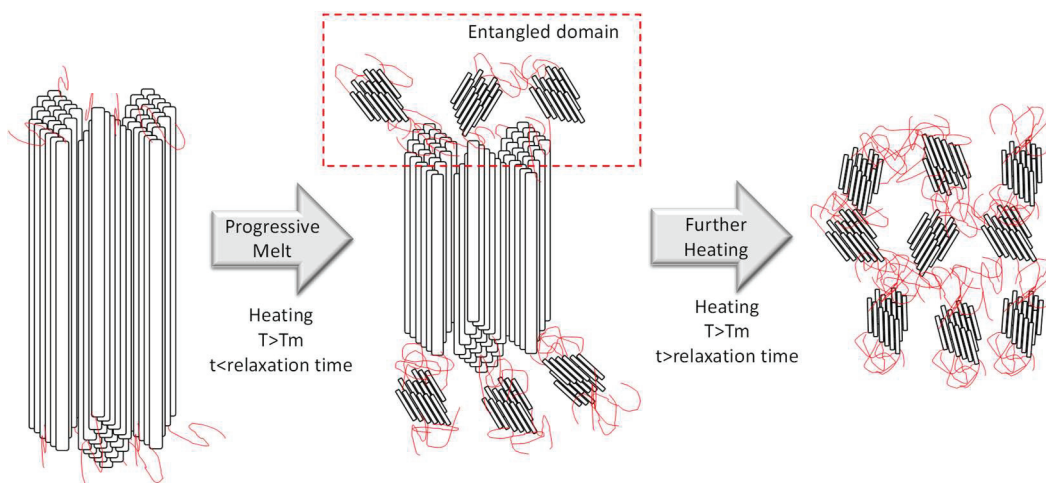 Entangled domain
Progressive
Melt
Heating
T>Tm
t<relaxation time
Further
Heating
Heating
T>Tm
t>relaxation time